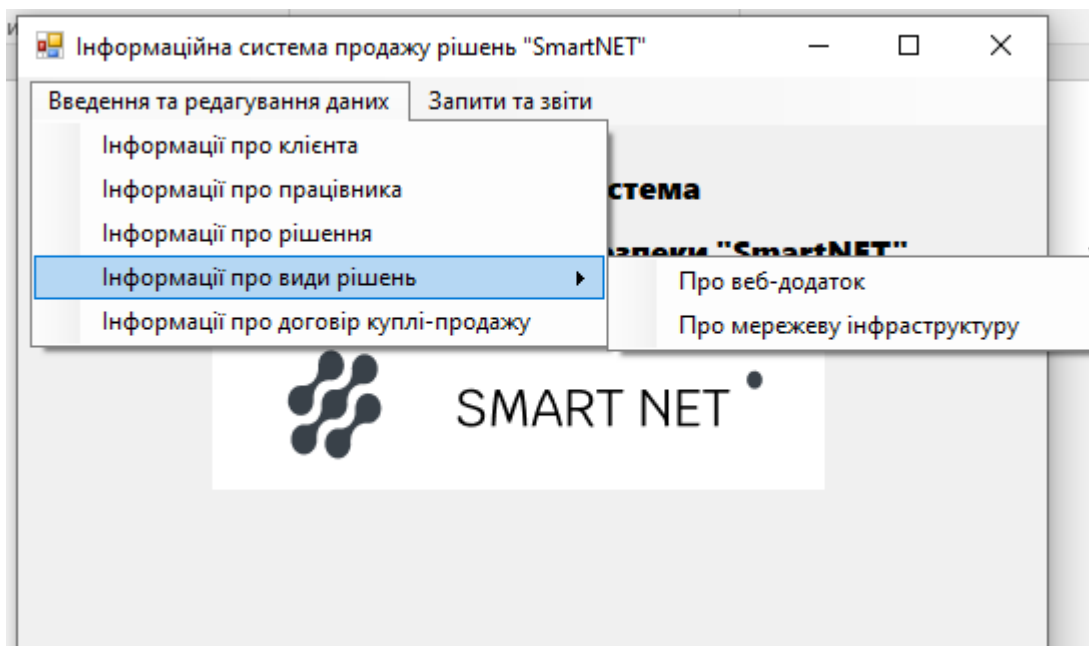 Інформаційна система продажу рішень "SmartNET"
Введення та редагування даних Запити та звіти
Інформації про клієнта
Інформації про працівника
Інформації про рішення
Інформації про види рішень
Інформації про договір куплі-продажу
Про веб-додаток
Про мережеву інфраструктуру
стема
"SmartNET"
SMART NET